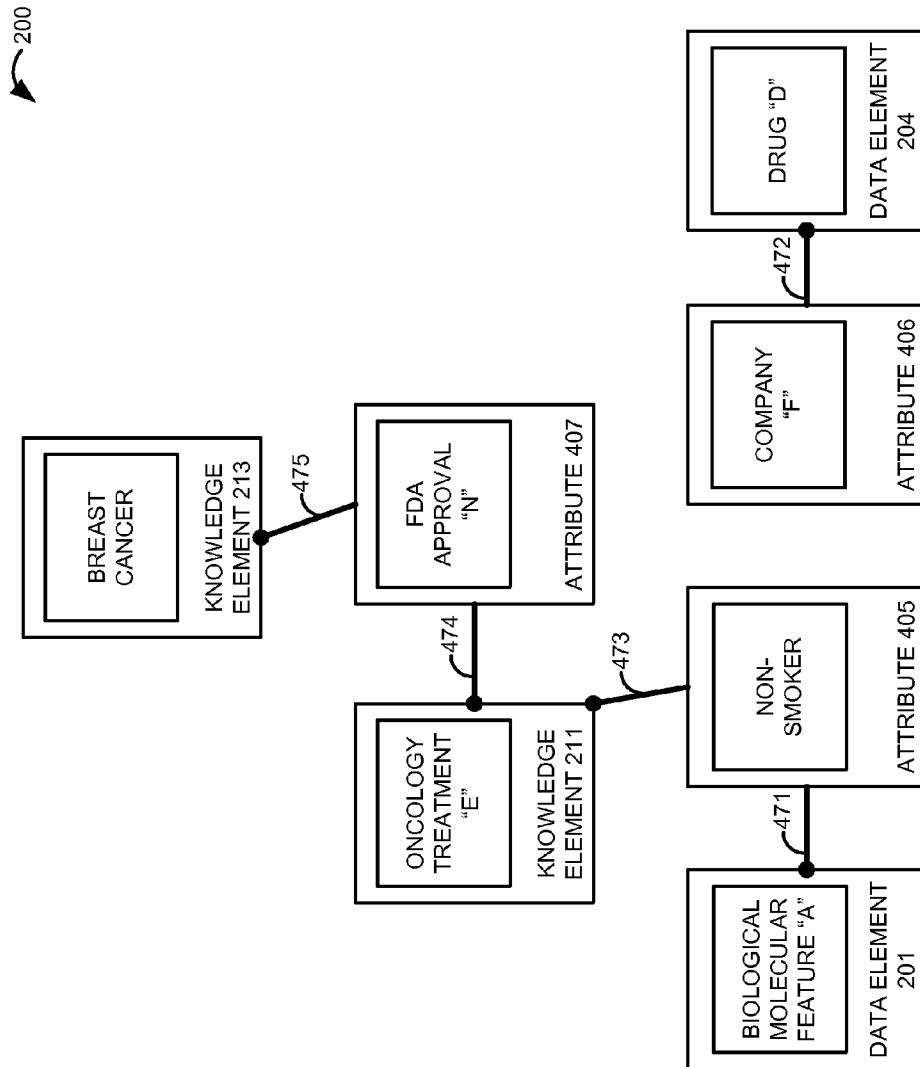 200
BREAST
CANCER
KNOWLEDGE
ELEMENT 213
475
ONCOLOGY
TREATMENT
“E”
KNOWLEDGE
ELEMENT 211
474
FDA
APPROVAL
“N”
ATTRIBUTE 407
473
BIOLOGICAL
MOLECULAR
FEATURE “A”
DATA ELEMENT
201
471
NON-
SMOKER
ATTRIBUTE 405
COMPANY
“F”
ATTRIBUTE 406
472
DRUG “D”
DATA ELEMENT
204